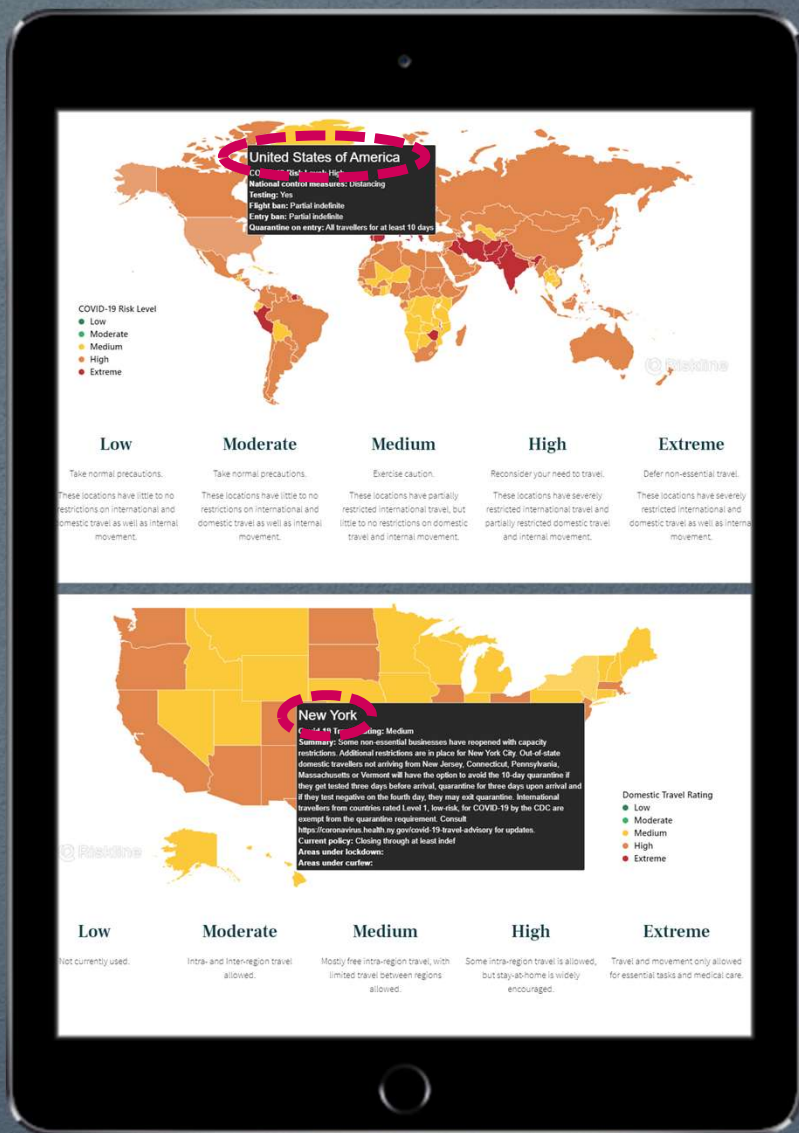 United States of America
COVID-19 Risk Level: High
National control measures: Distancing
Testing: Yes
Flight ban: Partial indefinite
Entry ban: Partial indefinite
Quarantine on entry: All travellers for at least 10 days
COVID-19 Risk Level
Low
Moderate
Medium
High
Extreme
Riskline
Low
Take normal precautions.
These locations have little to no
restrictions on international and
domestic travel as well as internal
movement.
Moderate
Take normal precautions.
These locations have little to no
restrictions on international and
domestic travel as well as internal
movement.
Medium
Exercise caution.
These locations have partially
restricted international travel, but
little to no restrictions on domestic
travel and internal movement.
High
Reconsider your need to travel.
These locations have severely
restricted international travel and
partially restricted domestic travel
and internal movement.
Extreme
Defer non-essential travel.
These locations have severely
restricted international and
domestic travel as well as interna
movement.
New York
Covid-19 Travel Rating: Medium
Summary: Some non-essential businesses have reopened with capacity
restrictions. Additional restrictions are in place for New York City. Out-of-state
domestic travellers not arriving from New Jersey, Connecticut, Pennsylvania,
Massachusetts or Vermont will have the option to avoid the 10-day quarantine if
they get tested three days before arrival, quarantine for three days upon arrival and
if they test negative on the fourth day, they may exit quarantine. International
travellers from countries rated Level 1, low-risk, for COVID-19 by the CDC are
exempt from the quarantine requirement. Consult
https://coronavirus.health.ny.gov/covid-19-travel-advisory for updates.
Current policy: Closing through at least indef
Areas under lockdown:
Areas under curfew:
Domestic Travel Rating
Low
Moderate
Medium
High
Extreme
Riskline
Low
Not currently used.
Moderate
Intra- and Inter-region travel
allowed.
Medium
Mostly free intra-region travel, with
limited travel between regions
allowed.
High
Some intra-region travel is allowed,
but stay-at-home is widely
encouraged.
Extreme
Travel and movement only allowed
for essential tasks and medical care.